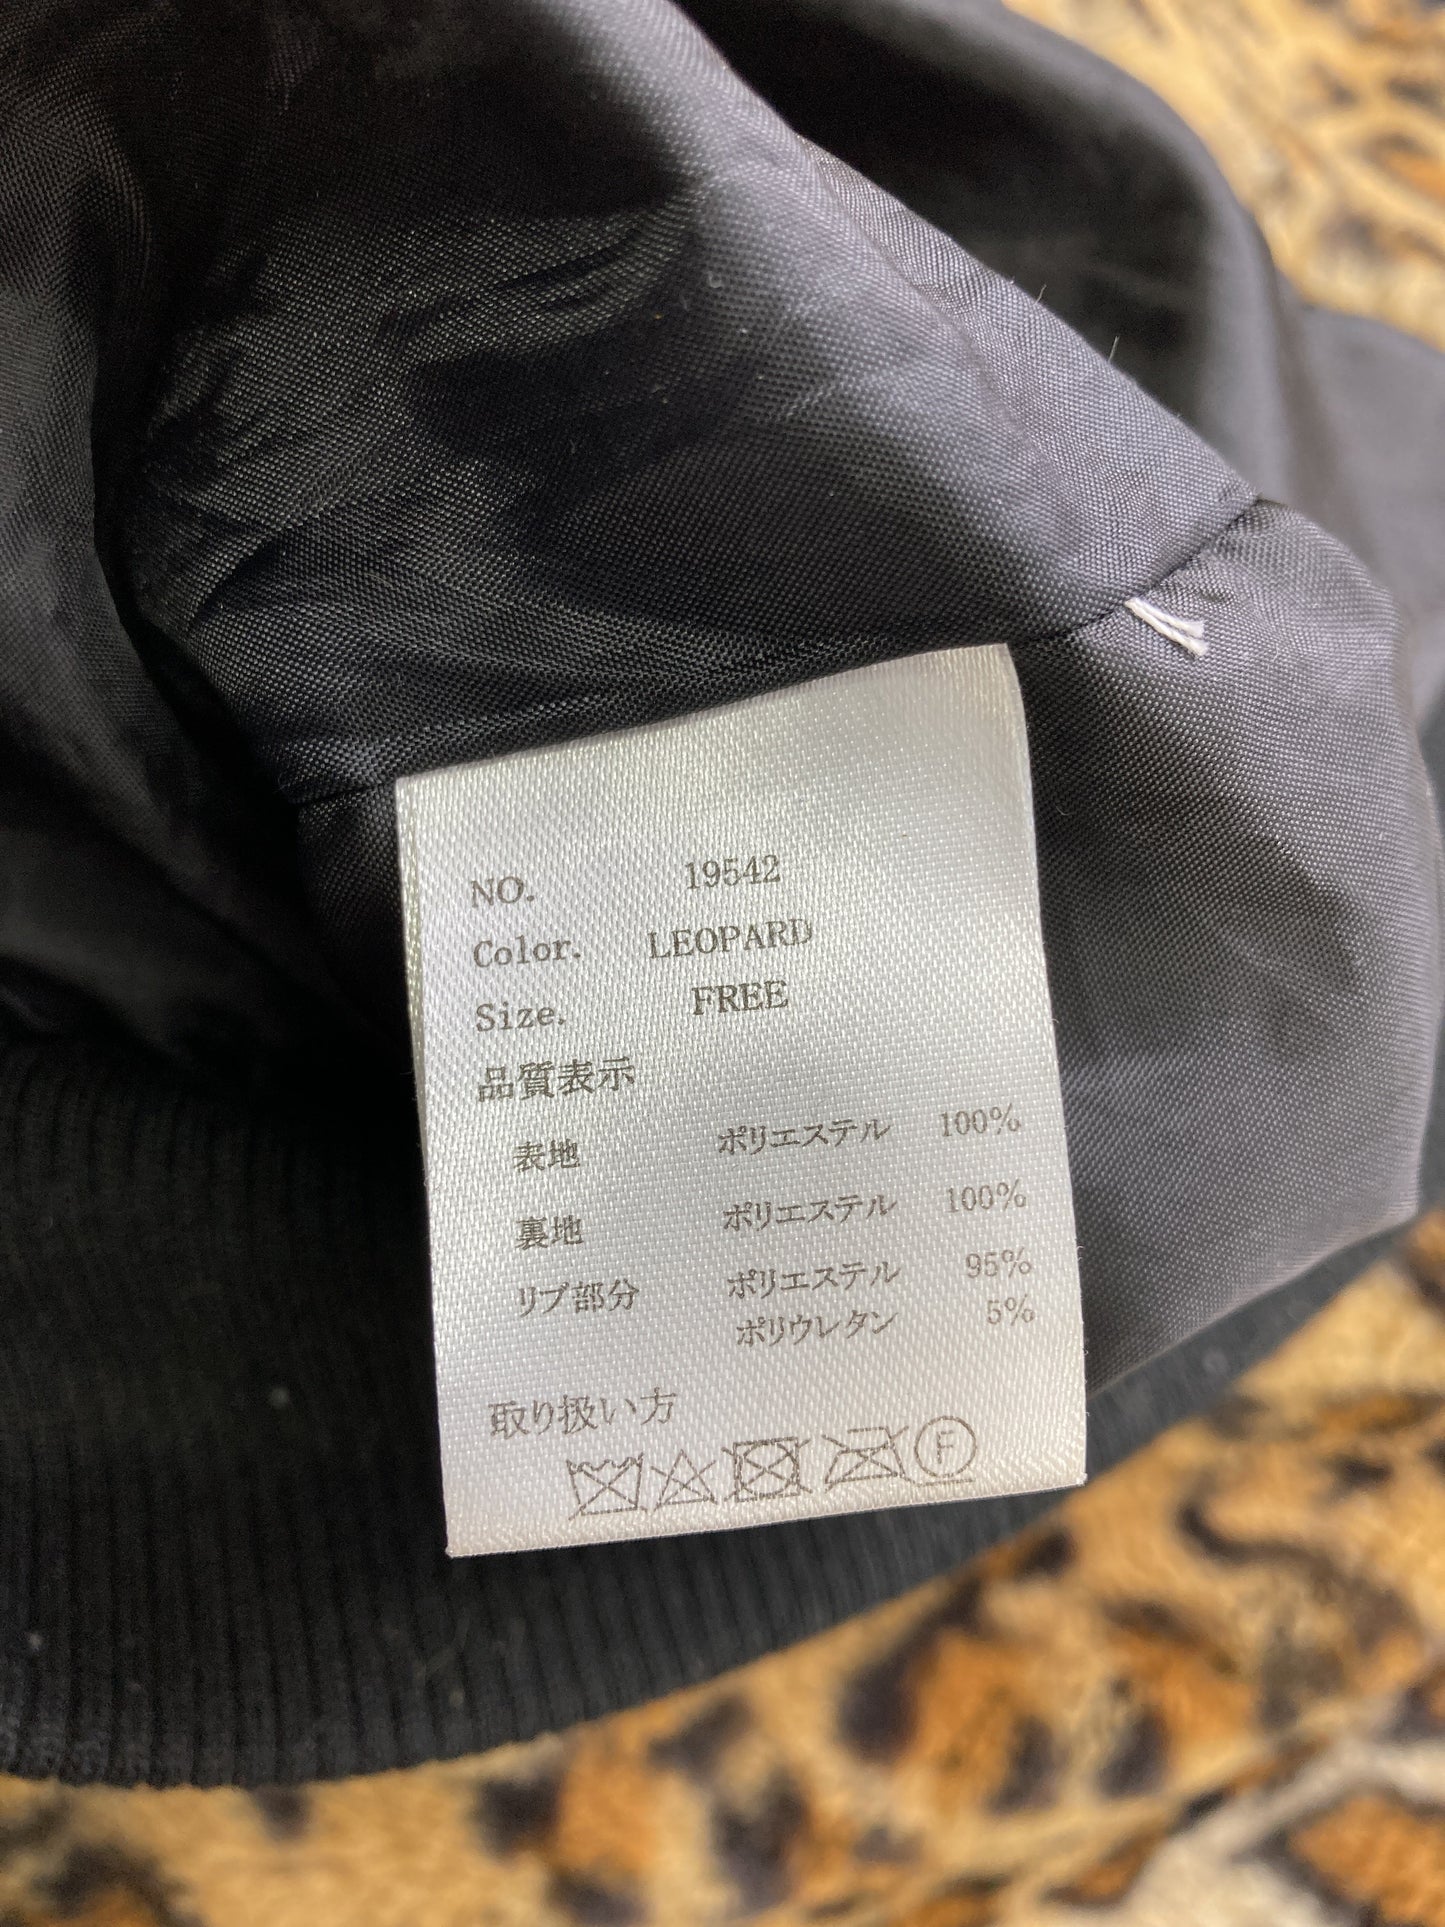 NO. 19542
Color. LEOPARD
Size. FREE
品質表示
表地 ポリエステル 100%
裏地 ポリエステル 100%
リブ部分 ポリエステル 95%
ポリウレタン 5%
取り扱い方
F